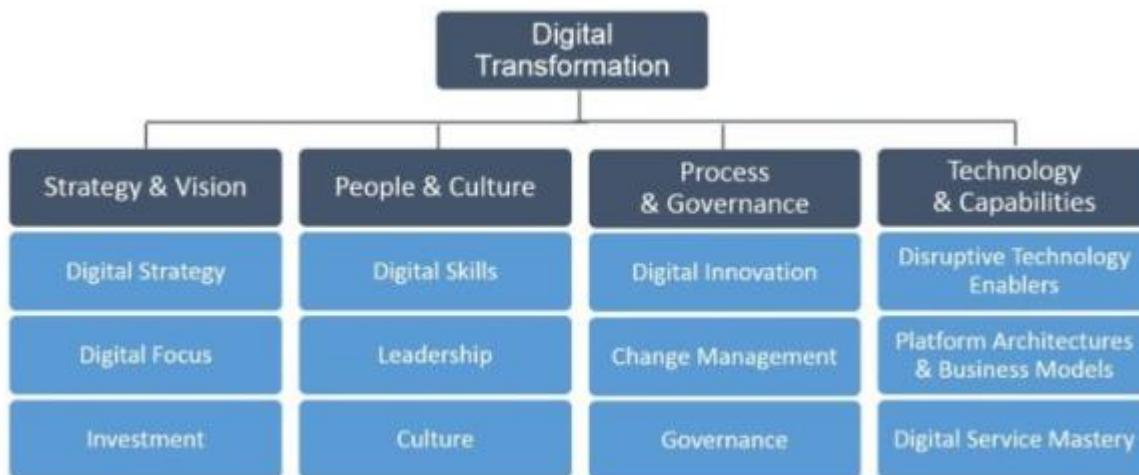 Digital
Transformation
Strategy & Vision
People & Culture
Process
& Governance
Technology
& Capabilities
Digital Strategy
Digital Skills
Digital Innovation
Disruptive Technology
Enablers
Digital Focus
Leadership
Change Management
Platform Architectures
& Business Models
Investment
Culture
Governance
Digital Service Mastery